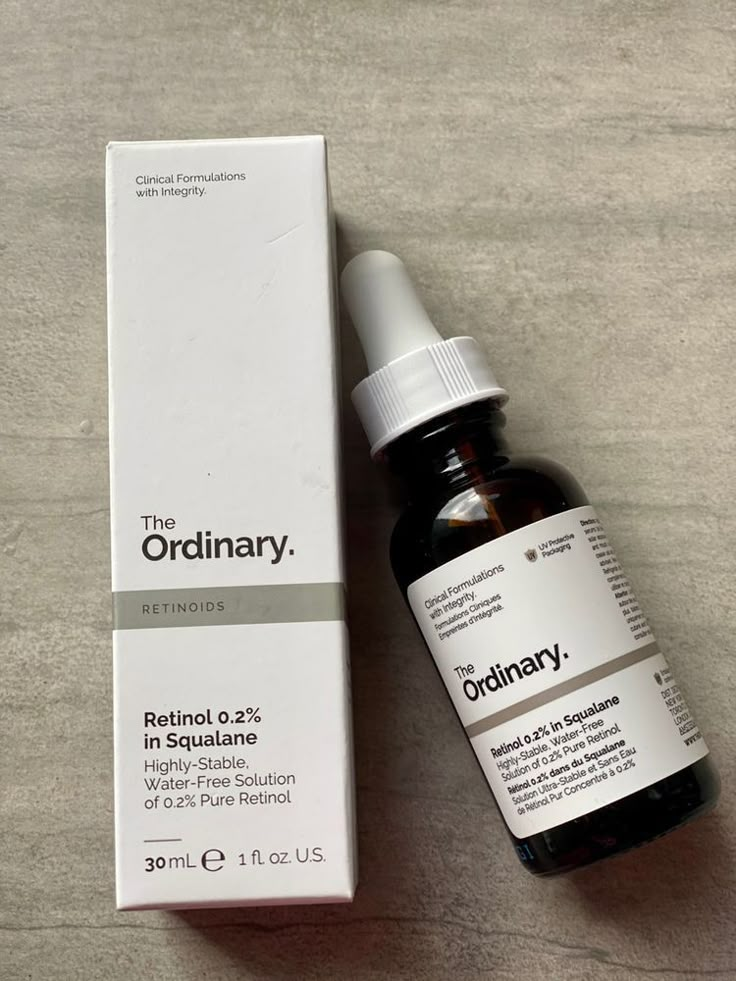 Clinical Formulations
with Integrity.
The
Ordinary.
RETINOIDS
Retinol 0.2%
in Squalane
Highly-Stable,
Water-Free Solution
of 0.2% Pure Retinol
30 mL e 1 fl. oz. U.S.
UV
UV Protective
Packaging
Clinical Formulations
with Integrity.
Formulations Cliniques
Empreintes d'Intégrité.
The
Ordinary.
Retinol 0.2% in Squalane
Highly-Stable, Water-Free
Solution of 0.2% Pure Retinol
Rétinol 0.2% dans du Squalane
Solution Ultra-Stable et Sans Eau
de Rétinol Pur Concentré à 0.2%